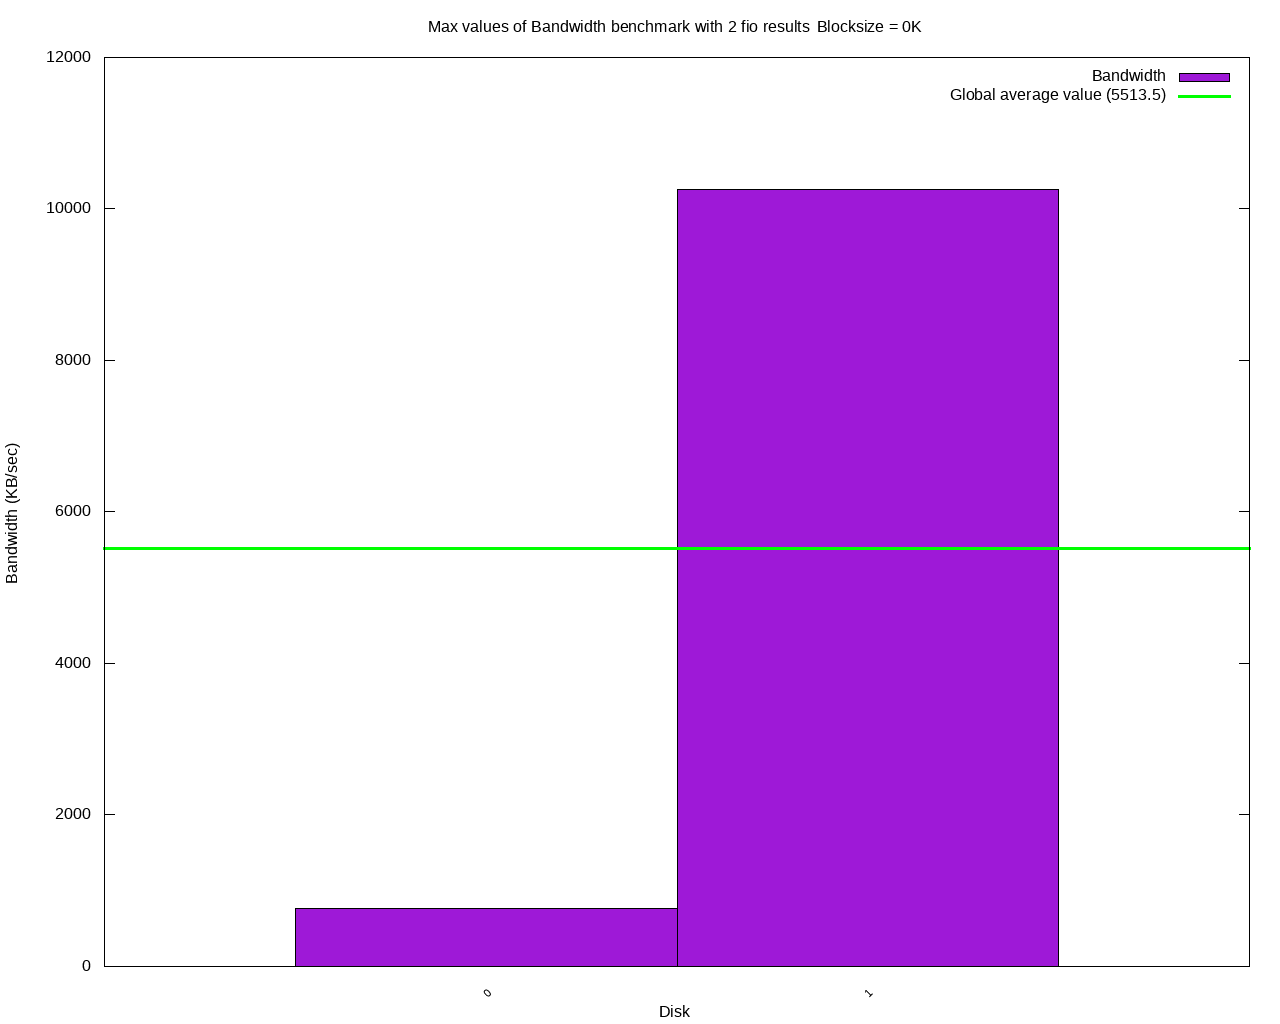 Max values of Bandwidth benchmark with 2 fio results Blocksize = 0K
12000
10000
8000
6000
4000
2000
0
Bandwidth (KB/sec)
Bandwidth
Global average value (5513.5)
0
1
Disk